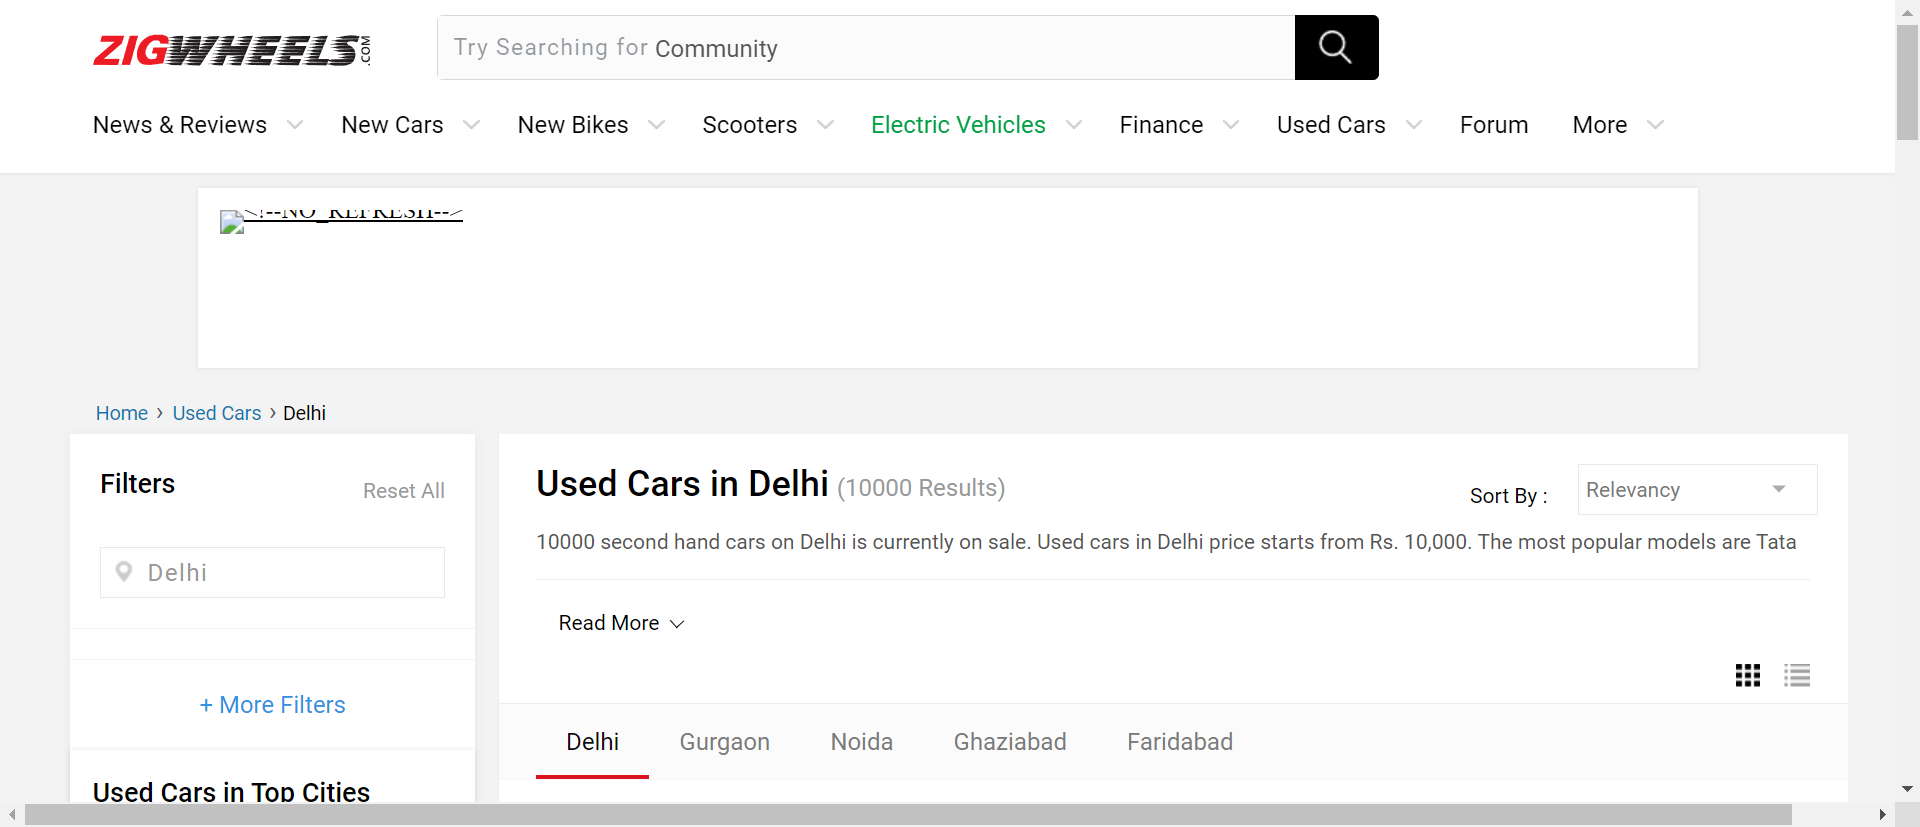 ZIGWHEELS.COM
Try Searching for Community
News & Reviews New Cars New Bikes Scooters Electric Vehicles Finance Used Cars Forum More
<!--NO_REFRESH-->
Home › Used Cars › Delhi
Filters
Reset All
Delhi
+ More Filters
Used Cars in Top Cities
Used Cars in Delhi (10000 Results)
Sort By : Relevancy
10000 second hand cars on Delhi is currently on sale. Used cars in Delhi price starts from Rs. 10,000. The most popular models are Tata
Read More
Delhi Gurgaon Noida Ghaziabad Faridabad